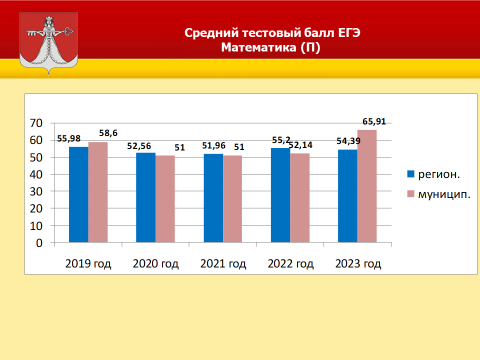 Средний тестовый балл ЕГЭ
Математика (П)
70
60
50
40
30
20
10
0
55,98
58,6
52,56
51
51,96
51
55,2
52,14
54,39
65,91
2019 год
2020 год
2021 год
2022 год
2023 год
регион.
муницип.